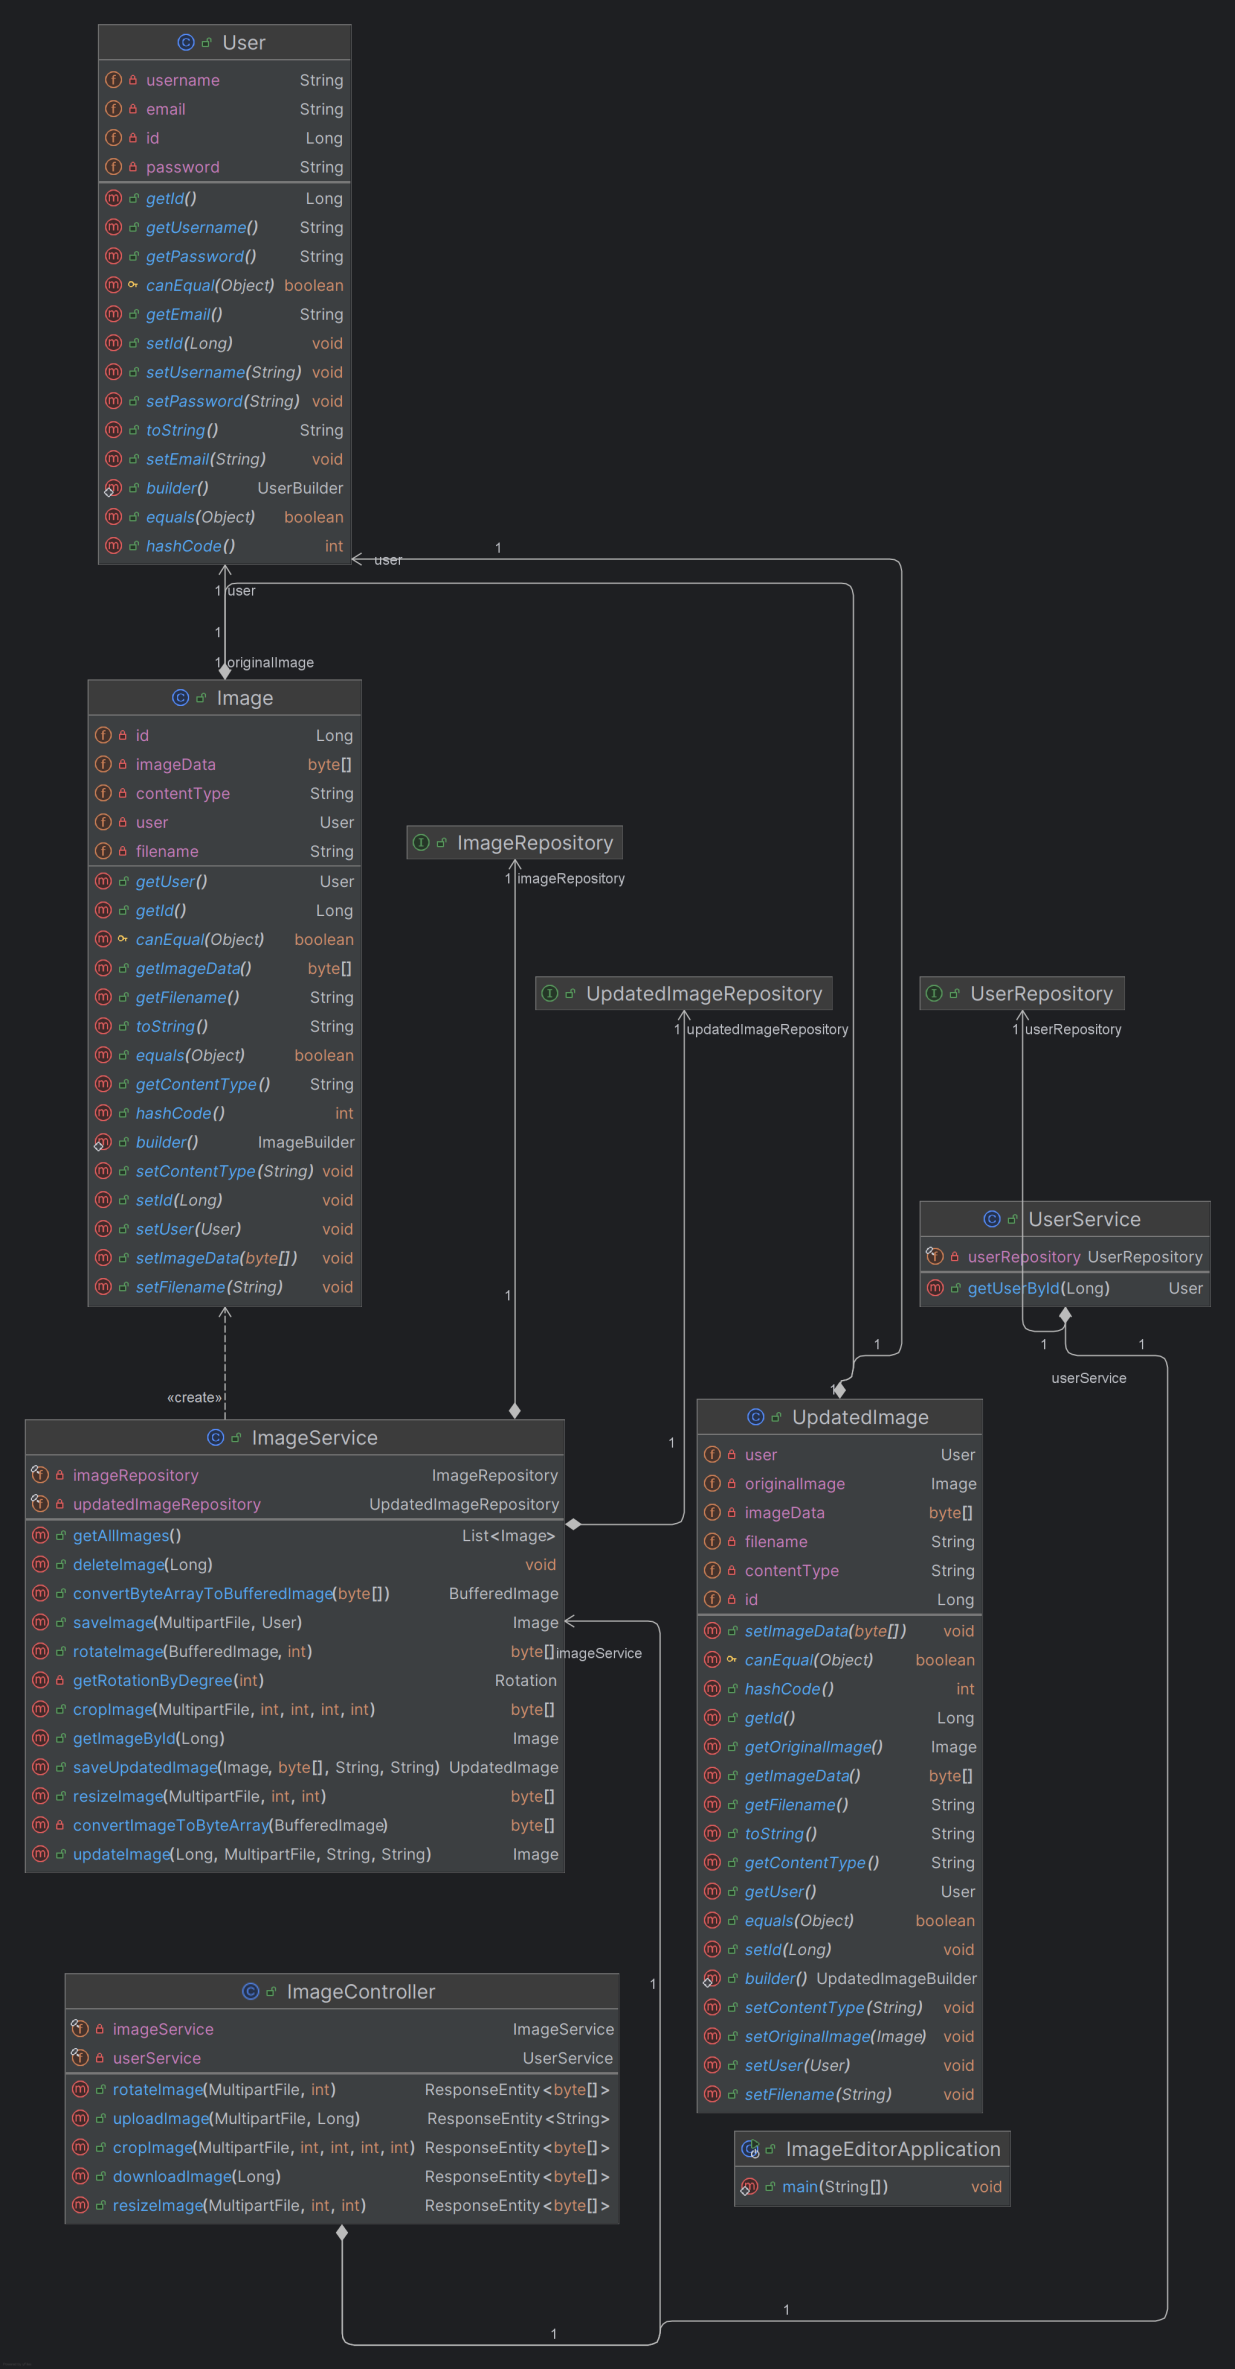 User
username String
email String
id Long
password String
getId() Long
getUsername() String
getPassword() String
canEqual(Object) boolean
getEmail() String
setId(Long) void
setUsername(String) void
setPassword(String) void
toString() String
setEmail(String) void
builder() UserBuilder
equals(Object) boolean
hashCode() int
1
user
1 user
1
1 originalImage
Image
id Long
imageData byte[]
contentType String
user User
filename String
getUser() User
getId() Long
canEqual(Object) boolean
getImageData() byte[]
getFilename() String
toString() String
equals(Object) boolean
getContentType() String
hashCode() int
builder() ImageBuilder
setContentType(String) void
setId(Long) void
setUser(User) void
setImageData(byte[]) void
setFilename(String) void
ImageRepository
1 imageRepository
UpdatedImageRepository
1 updatedImageRepository
UserRepository
1 userRepository
UserService
userRepository UserRepository
getUserById(Long) User
1
1
1
1
userService
1
«create»
ImageService
imageRepository ImageRepository
updatedImageRepository UpdatedImageRepository
getAllImages() List<Image>
deleteImage(Long) void
convertByteArrayToBufferedImage(byte[]) BufferedImage
saveImage(MultipartFile, User) Image
rotateImage(BufferedImage, int) byte[]
getRotationByDegree(int) Rotation
cropImage(MultipartFile, int, int, int, int) byte[]
getImageById(Long) Image
saveUpdatedImage(Image, byte[], String, String) UpdatedImage
resizeImage(MultipartFile, int, int) byte[]
convertImageToByteArray(BufferedImage) byte[]
updateImage(Long, MultipartFile, String, String) Image
1
imageService
UpdatedImage
user User
originalImage Image
imageData byte[]
filename String
contentType String
id Long
setImageData(byte[]) void
canEqual(Object) boolean
hashCode() int
getId() Long
getOriginalImage() Image
getImageData() byte[]
getFilename() String
toString() String
getContentType() String
getUser() User
equals(Object) boolean
setId(Long) void
builder() UpdatedImageBuilder
setContentType(String) void
setOriginalImage(Image) void
setUser(User) void
setFilename(String) void
1
ImageController
imageService ImageService
userService UserService
rotateImage(MultipartFile, int) ResponseEntity<byte[]>
uploadImage(MultipartFile, Long) ResponseEntity<String>
cropImage(MultipartFile, int, int, int, int) ResponseEntity<byte[]>
downloadImage(Long) ResponseEntity<byte[]>
resizeImage(MultipartFile, int, int) ResponseEntity<byte[]>
ImageEditorApplication
main(String[]) void
1
1